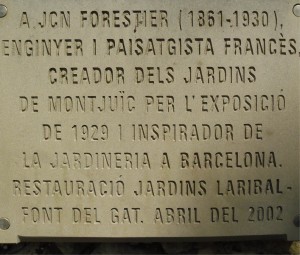 A JCN FORESTIER (1861-1930),
ENGINYER I PAISATGISTA FRANCÈS,
CREADOR DELS JARDINS
DE MONTJUÏC PER L'EXPOSICIÓ
DE 1929 I INSPIRADOR DE
LA JARDINERIA A BARCELONA.
RESTAURACIÓ JARDINS LARIBAL-
FONT DEL GAT. ABRIL DEL 2002